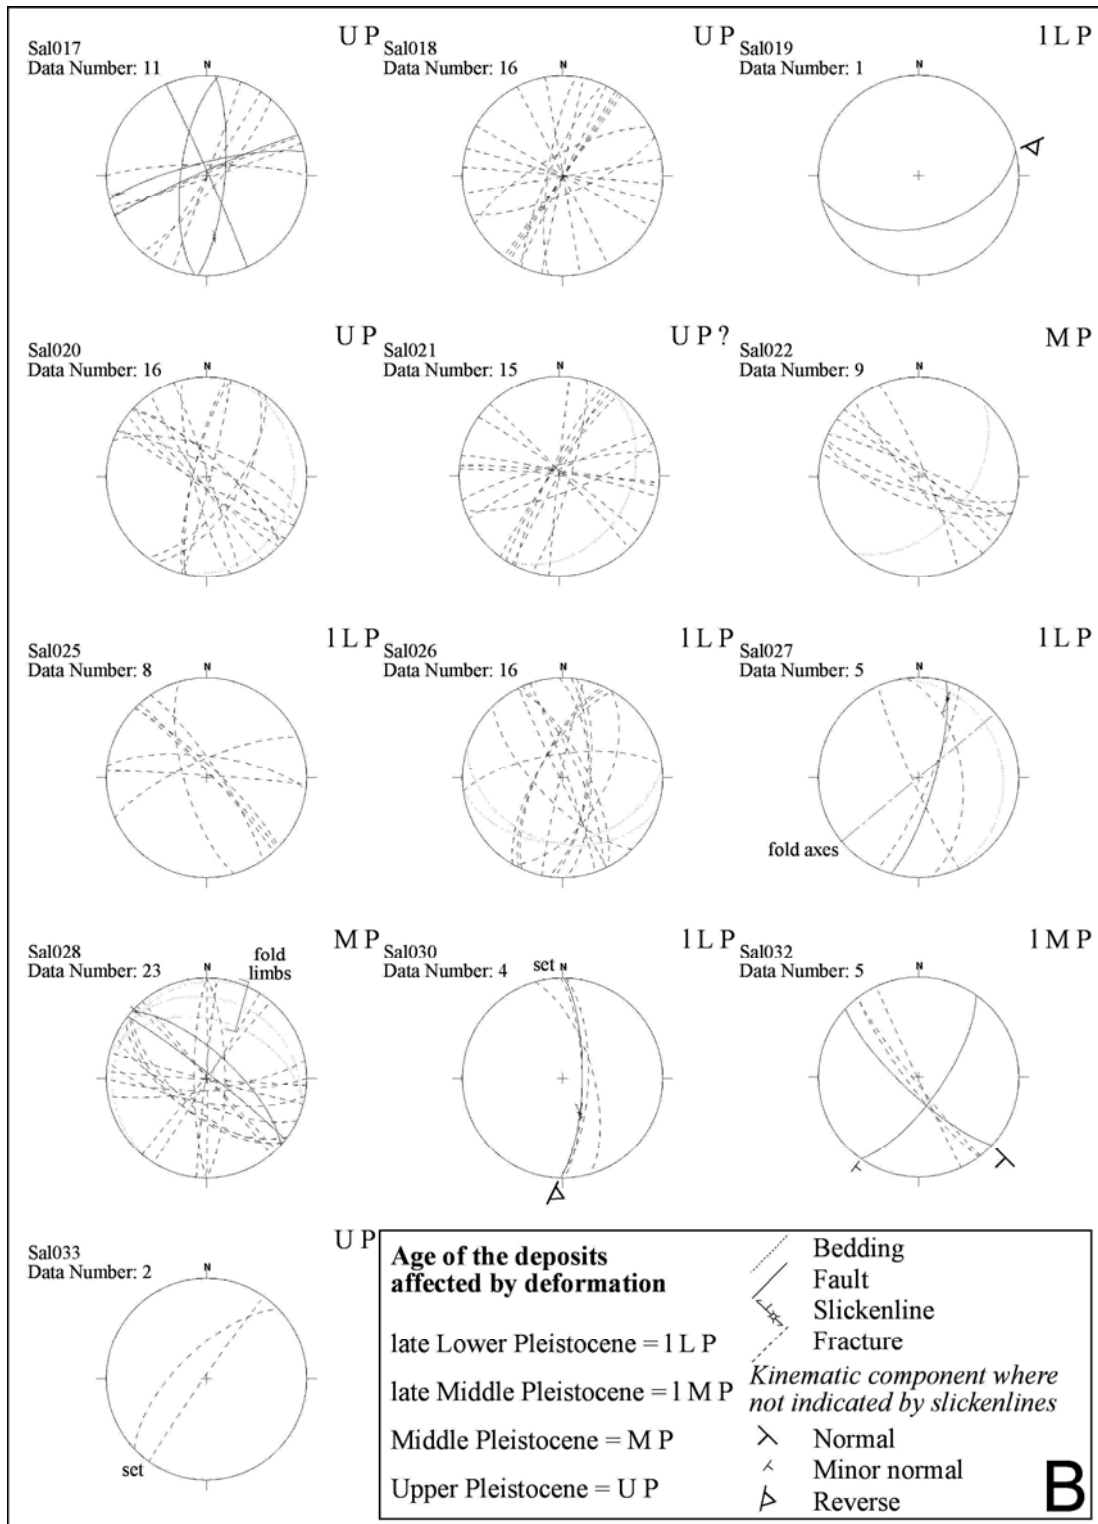 Sal017
Data Number: 11
U P
N
Sal018
Data Number: 16
U P
N
Sal019
Data Number: 1
l L P
N
Sal020
Data Number: 16
U P
N
Sal021
Data Number: 15
U P ?
N
Sal022
Data Number: 9
M P
N
Sal025
Data Number: 8
l L P
N
Sal026
Data Number: 16
l L P
N
Sal027
Data Number: 5
l L P
N
fold axes
Sal028
Data Number: 23
M P
N
fold
limbs
Sal030
Data Number: 4
l L P
set
N
Sal032
Data Number: 5
l M P
N
Sal033
Data Number: 2
U P
N
set
Age of the deposits
affected by deformation
late Lower Pleistocene = l L P
late Middle Pleistocene = l M P
Middle Pleistocene = M P
Upper Pleistocene = U P
Bedding
Fault
Slickenline
Fracture
Kinematic component where
not indicated by slickenlines
Normal
Minor normal
Reverse
B